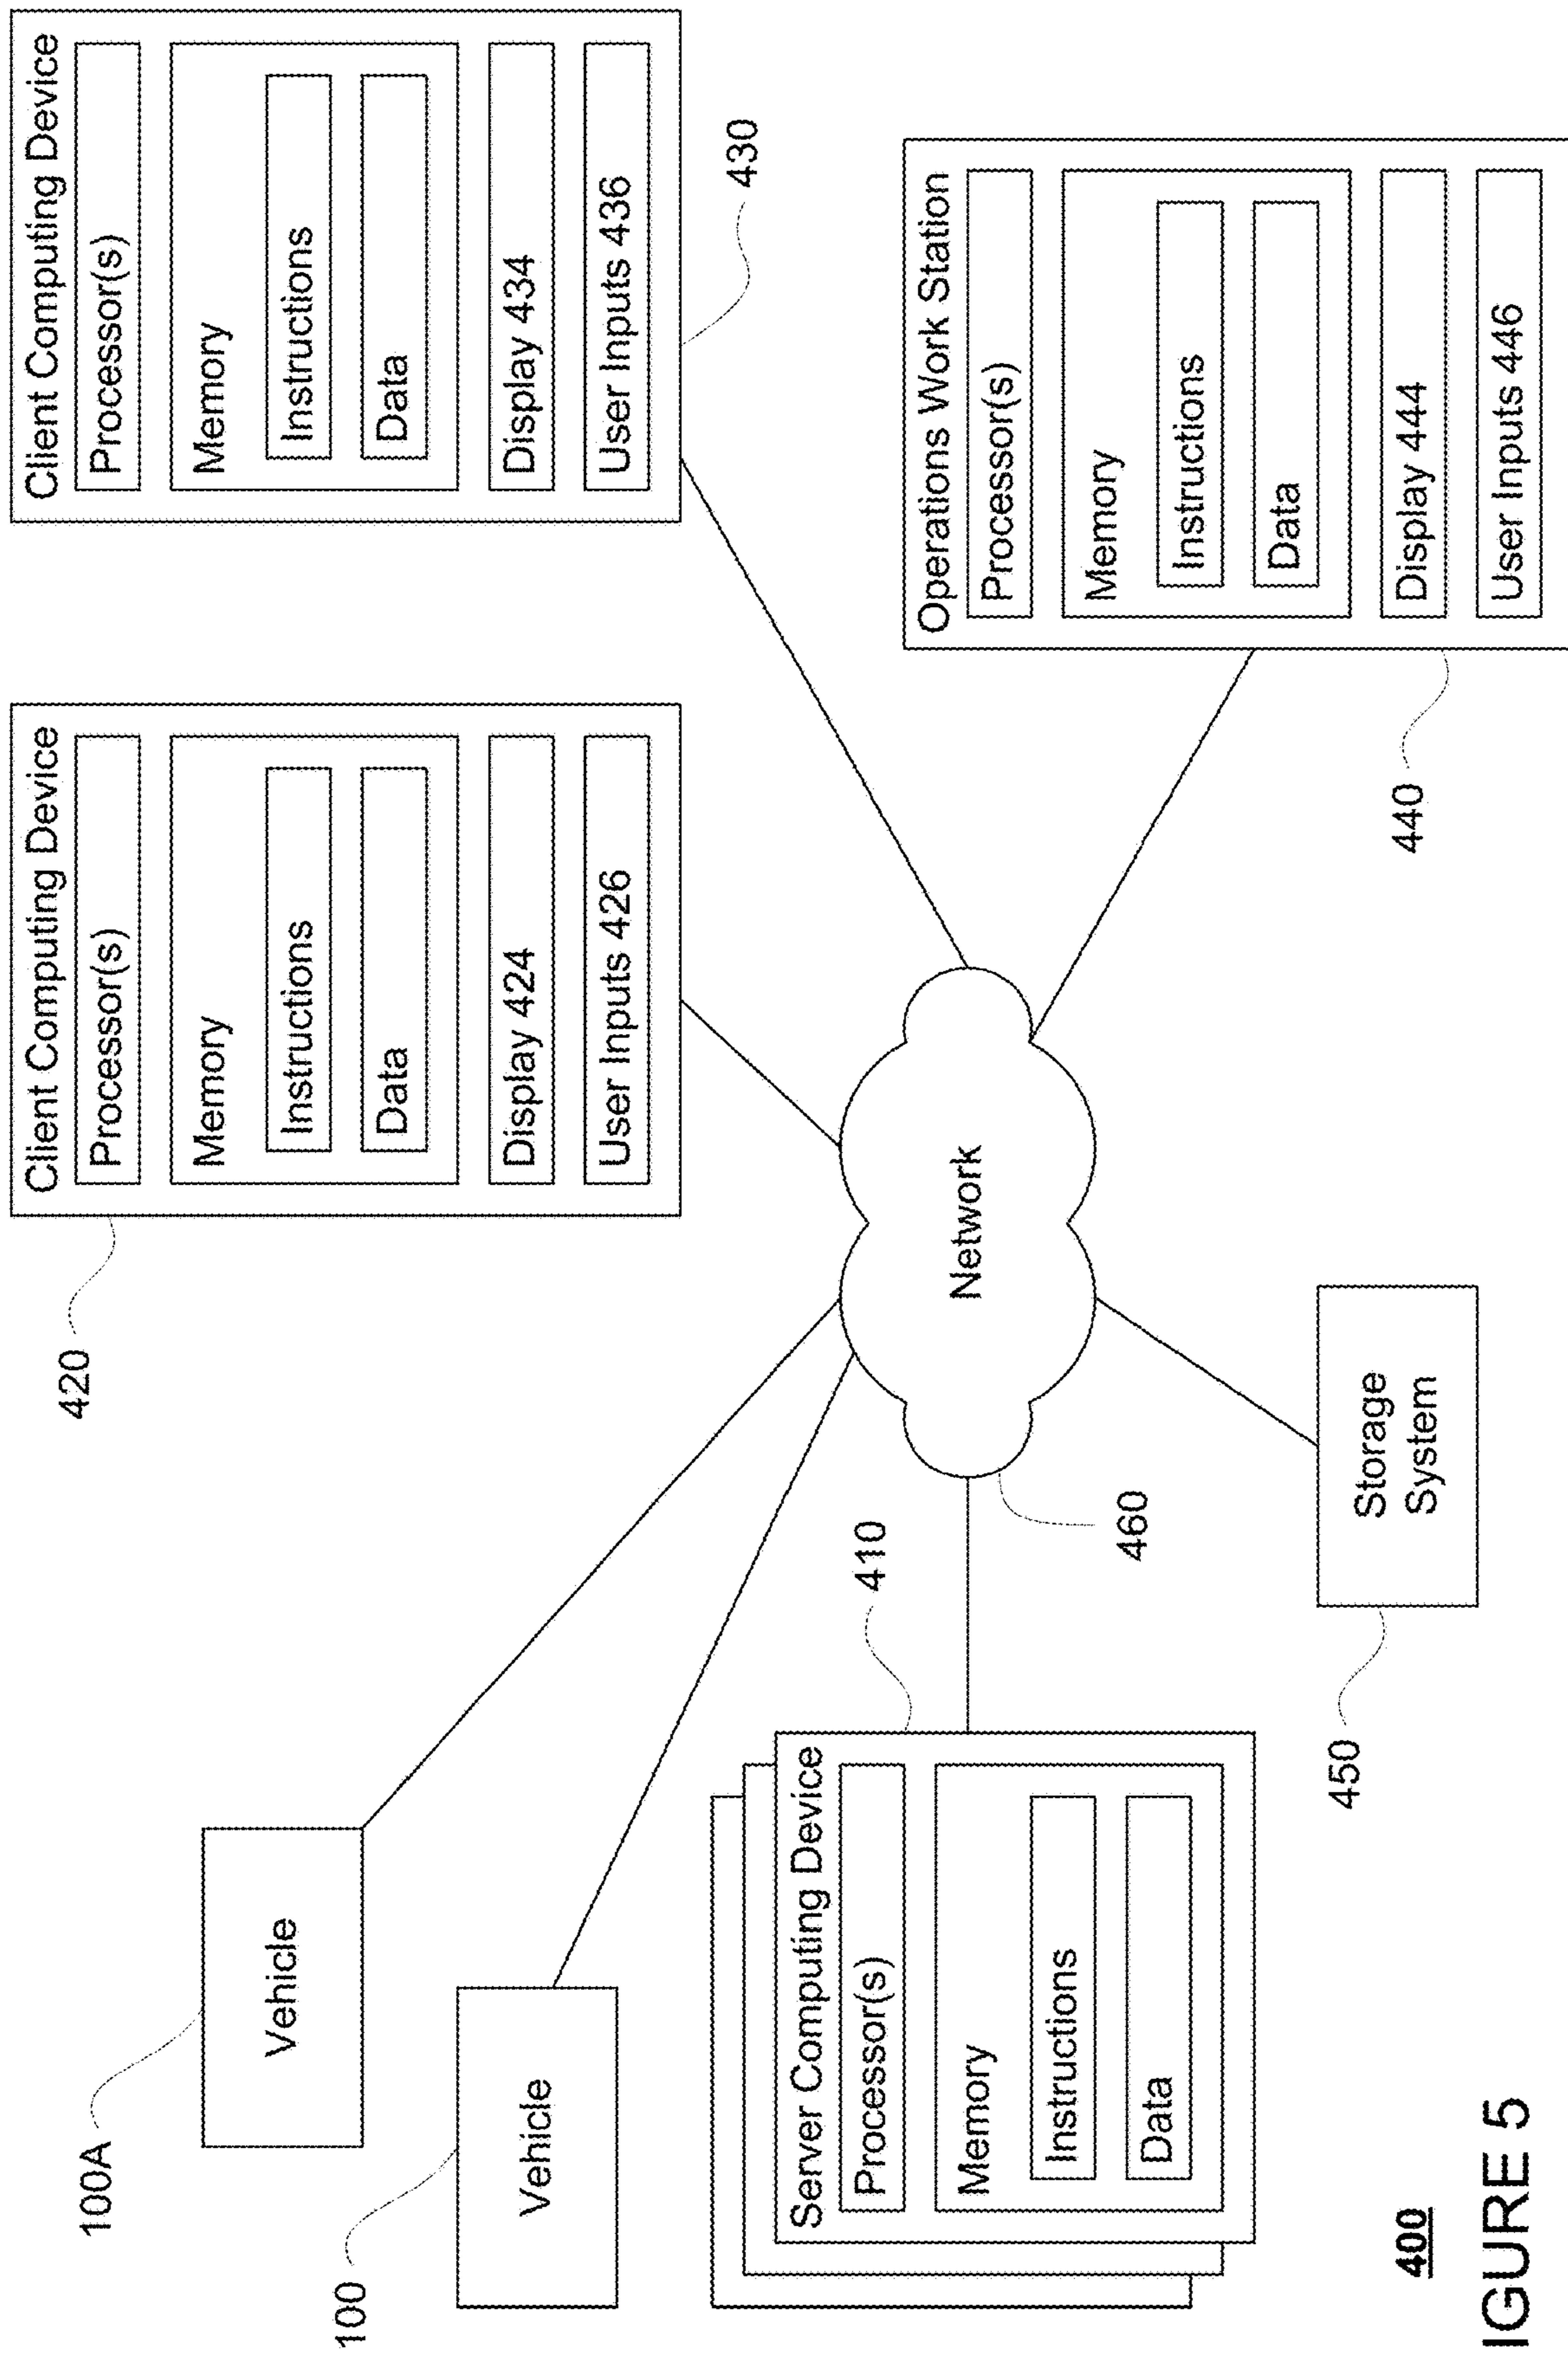 Client Computing Device
Processor(s)
Memory
Instructions
Data
Display 424
User Inputs 426
420
Client Computing Device
Processor(s)
Memory
Instructions
Data
Display 434
User Inputs 436
430
100A
Vehicle
100
Vehicle
Server Computing Device
Processor(s)
Memory
Instructions
Data
410
Network
460
Storage
System
450
Operations Work Station
Processor(s)
Memory
Instructions
Data
Display 444
User Inputs 446
440
400
IGURE 5